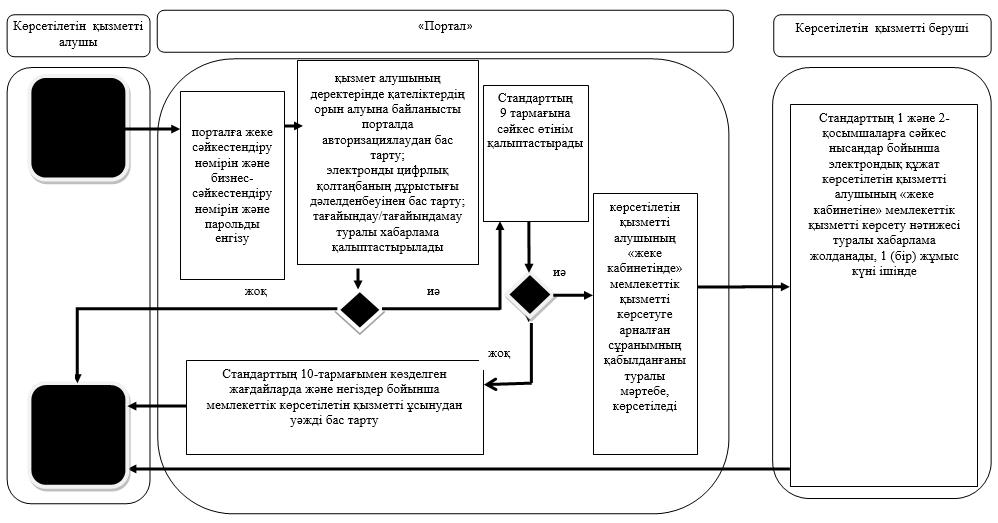 Көрсетілетін қызметті
алушы
«Портал»
Көрсетілетін қызметті беруші
порталға жеке
сәйкестендіру
нөмірін және
бизнес-
сәйкестендіру
нөмірін және
парольды
енгізу
қызмет алушының
деректерінде қателіктердің
орын алуына байланысты
порталда
авторизациялаудан бас
тарту;
электронды цифрлық
қолтаңбаның дұрыстығы
дәлелденбеуінен бас тарту;
тағайындау/тағайындамау
туралы хабарлама
қалыптастырылады
Стандарттың
9 тармағына
сәйкес өтінім
қалыптастырады
көрсетілетін
қызметті
алушының
«жеке
кабинетінде»
мемлекеттік
қызметті
көрсетуге
арналған
сұранымның
қабылданғаны
туралы
мәртебе,
көрсетіледі
Стандарттың 1 және 2-
қосымшаларға сәйкес
нысандар бойынша
электрондық құжат
көрсетілетін қызметті
алушының «жеке
кабинетіне» мемлекеттік
қызметті көрсету нәтижесі
туралы хабарлама
жолданады, 1 (бір) жұмыс
күні ішінде
жоқ
иә
иә
жоқ
Стандарттың 10-тармағымен көзделген
жағдайларда және негіздер бойынша
мемлекеттік көрсетілетін қызметті ұсынудан
уәжді бас тарту